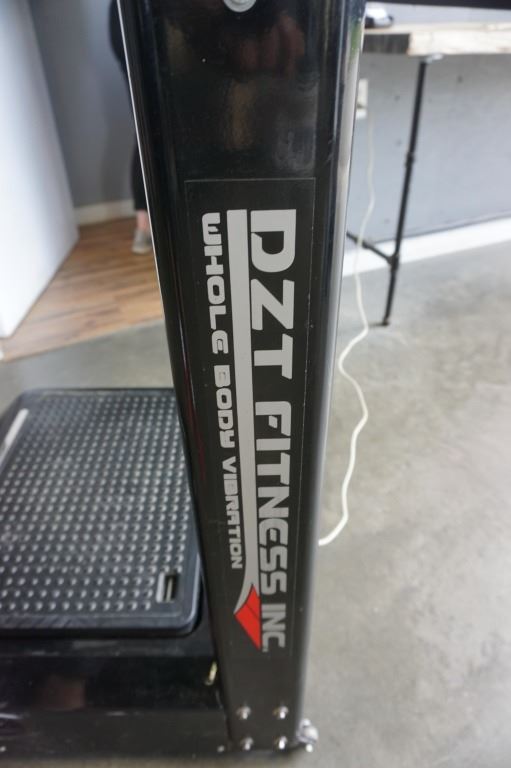 DZT FITNESS INC.
WHOLE BODY VIBRATION